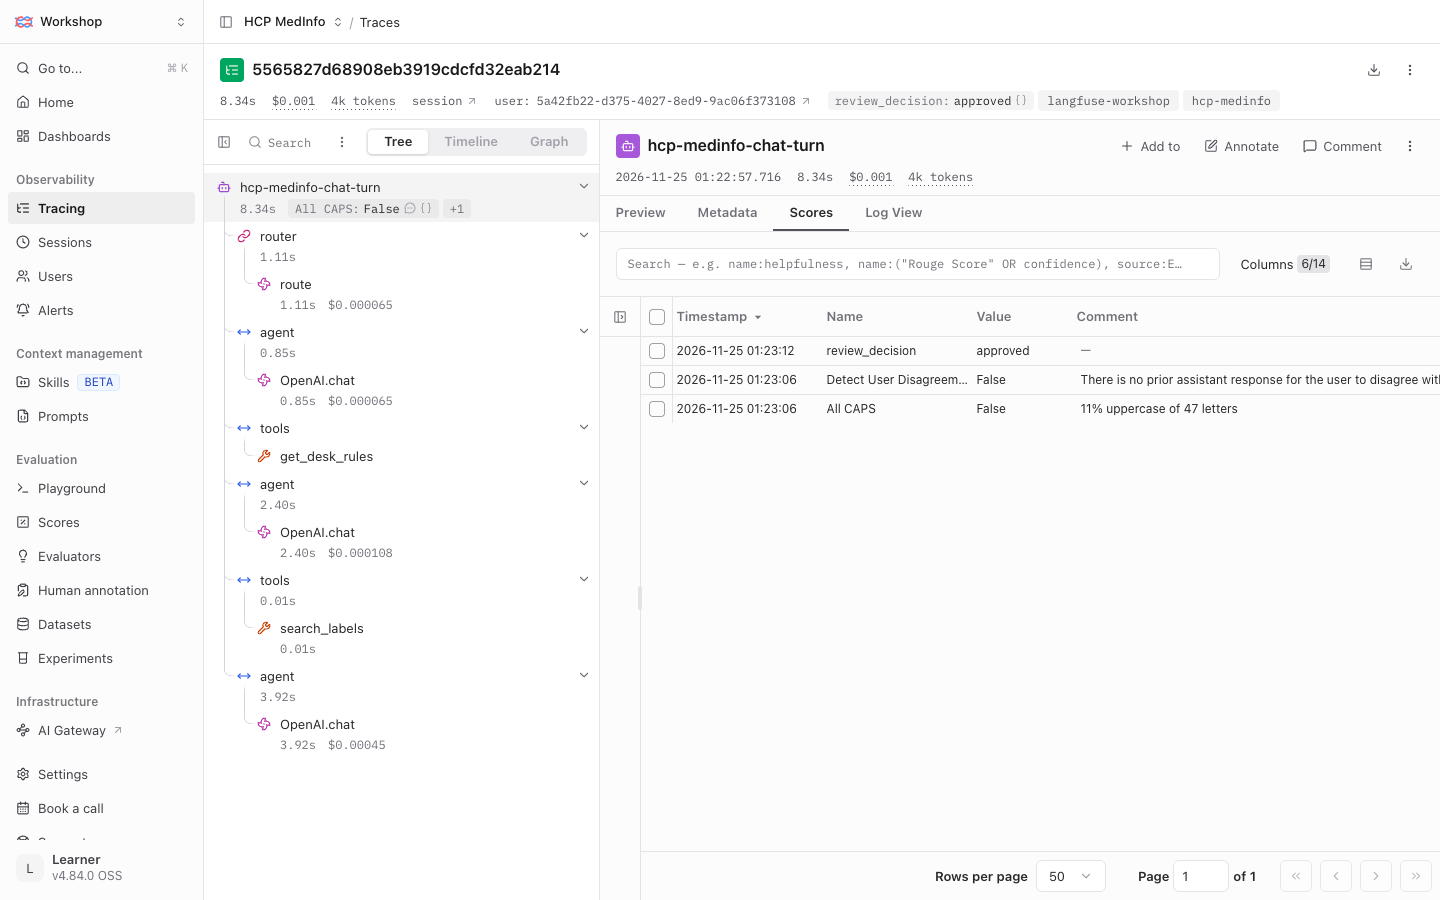 Workshop
HCP MedInfo / Traces
Go to... ⌘ K
Home
Dashboards
Observability
Tracing
Sessions
Users
Alerts
Context management
Skills BETA
Prompts
Evaluation
Playground
Scores
Evaluators
Human annotation
Datasets
Experiments
Infrastructure
AI Gateway
Settings
Book a call
L
Learner
v4.84.0 OSS
5565827d68908eb3919cdcfd32eab214
8.34s $0.001 4k tokens session user: 5a42fb22-d375-4027-8ed9-9ac06f373108 review_decision: approved {} langfuse-workshop hcp-medinfo
Search Tree Timeline Graph
hcp-medinfo-chat-turn
8.34s All CAPS: False {} +1
router
1.11s
route
1.11s $0.000065
agent
0.85s
OpenAI.chat
0.85s $0.000065
tools
get_desk_rules
agent
2.40s
OpenAI.chat
2.40s $0.000108
tools
0.01s
search_labels
0.01s
agent
3.92s
OpenAI.chat
3.92s $0.00045
hcp-medinfo-chat-turn
Add to Annotate Comment
2026-11-25 01:22:57.716 8.34s $0.001 4k tokens
Preview Metadata Scores Log View
Search — e.g. name:helpfulness, name:("Rouge Score" OR confidence), source:E…
Columns 6/14
Timestamp Name Value Comment
2026-11-25 01:23:12 review_decision approved —
2026-11-25 01:23:06 Detect User Disagreem... False There is no prior assistant response for the user to disagree wit
2026-11-25 01:23:06 All CAPS False 11% uppercase of 47 letters
Rows per page 50 Page 1 of 1